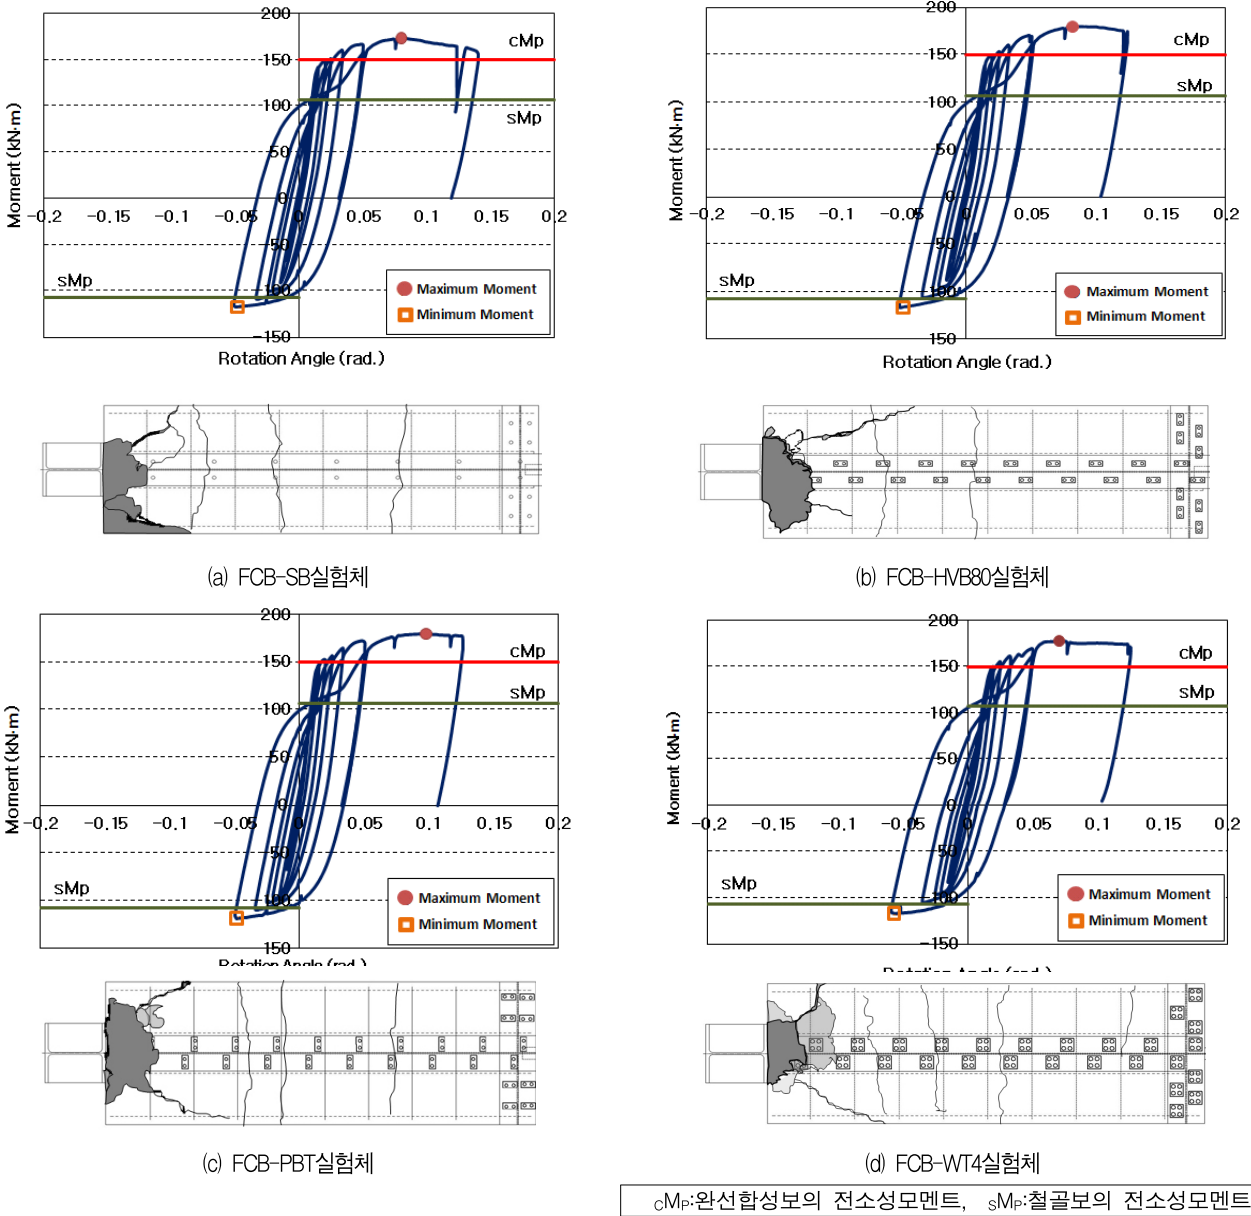 200
150
100
50
0
-50
-100
-150
-0.2 -0.15 -0.1 -0.05 0 0.05 0.1 0.15 0.2
Moment (kN·m)
Rotation Angle (rad.)
cMp
sMp
sMp
Maximum Moment
Minimum Moment
(a) FCB-SB실험체
200
150
100
50
0
-50
-100
150
-0.2 -0.15 -0.1 -0.05 0 0.05 0.1 0.15 0.2
Moment (kN·m)
Rotation Angle (rad.)
cMp
sMp
sMp
Maximum Moment
Minimum Moment
(b) FCB-HVB80실험체
200
150
100
50
0
50
-100
150
-0.2 -0.15 -0.1 -0.05 0 0.05 0.1 0.15 0.2
Moment (kN·m)
Rotation Angle (rad.)
cMp
sMp
sMp
Maximum Moment
Minimum Moment
(c) FCB-PBT실험체
200
150
100
50
0
-50
-100
-150
-0.2 -0.15 -0.1 -0.05 0 0.05 0.1 0.15 0.2
Moment (kN·m)
Rotation Angle (rad.)
cMp
sMp
sMp
Maximum Moment
Minimum Moment
(d) FCB-WT4실험체
cMP:완선합성보의 전소성모멘트, sMP:철골보의 전소성모멘트